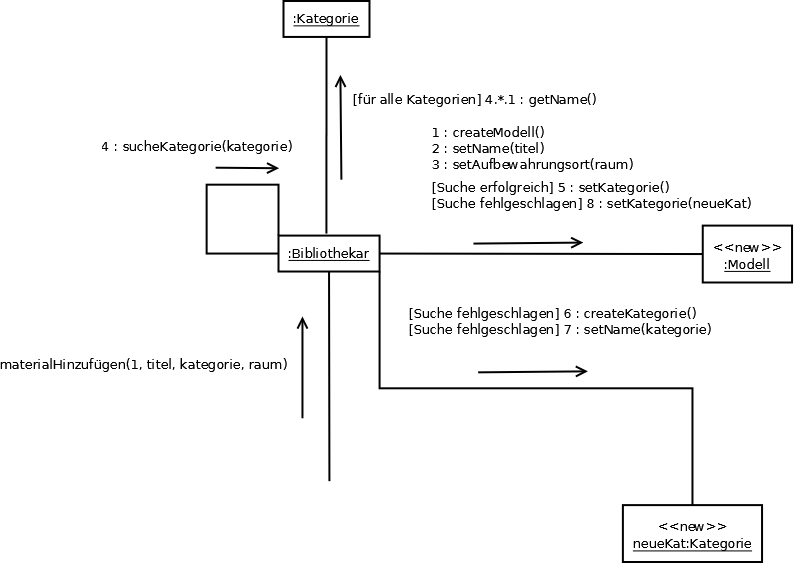 :Kategorie
[für alle Kategorien] 4.*.1 : getName()
1 : createModell()
4 : sucheKategorie(kategorie)
2 : setName(titel)
3 : setAufbewahrungsort(raum)
[Suche erfolgreich] 5 : setKategorie()
[Suche fehlgeschlagen] 8 : setKategorie(neueKat)
:Bibliothekar
<<new>>
:Modell
[Suche fehlgeschlagen] 6 : createKategorie()
[Suche fehlgeschlagen] 7 : setName(kategorie)
materialHinzufügen(1, titel, kategorie, raum)
<<new>>
neueKat:Kategorie